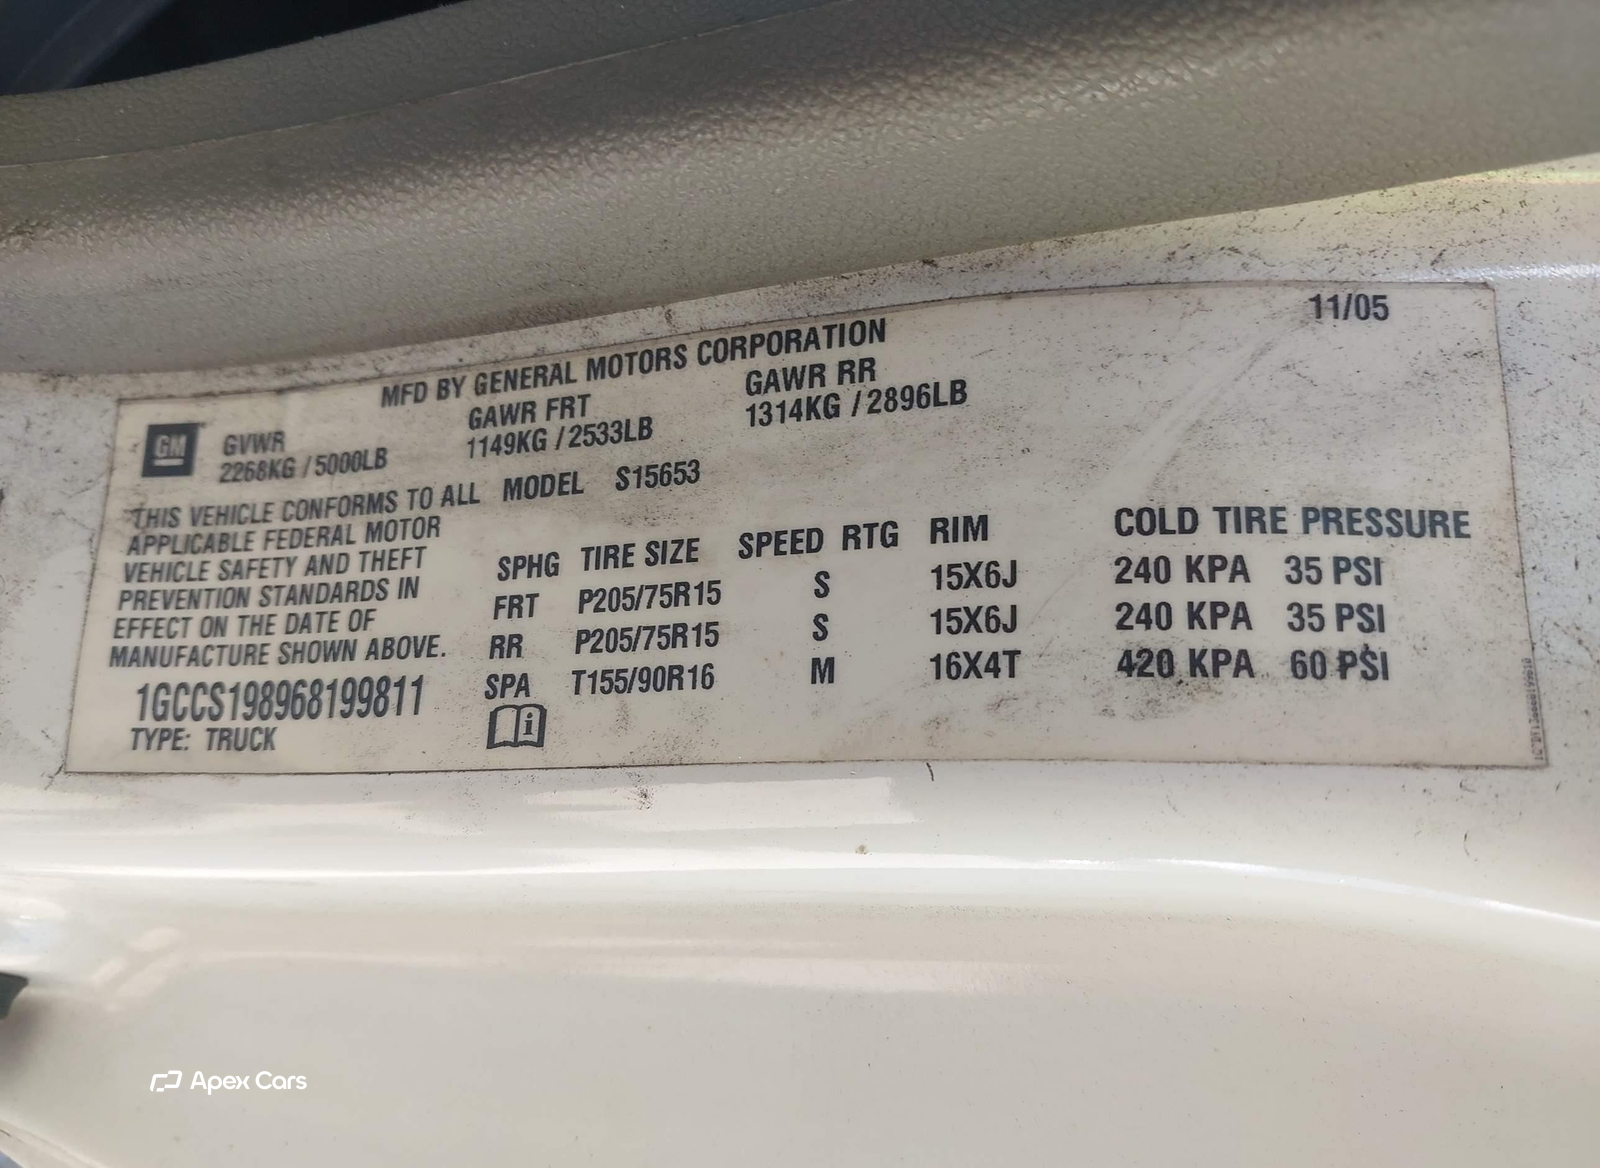 11/05
MFD BY GENERAL MOTORS CORPORATION
GM GVWR GAWR FRT GAWR RR
2268KG / 5000LB 1149KG / 2533LB 1314KG / 2896LB
THIS VEHICLE CONFORMS TO ALL MODEL S15653
APPLICABLE FEDERAL MOTOR
VEHICLE SAFETY AND THEFT
PREVENTION STANDARDS IN
EFFECT ON THE DATE OF
MANUFACTURE SHOWN ABOVE.
1GCCS198968199811
TYPE: TRUCK
SPHG TIRE SIZE SPEED RTG RIM COLD TIRE PRESSURE
FRT P205/75R15 S 15X6J 240 KPA 35 PSI
RR P205/75R15 S 15X6J 240 KPA 35 PSI
SPA T155/90R16 M 16X4T 420 KPA 60 PSI
Apex Cars